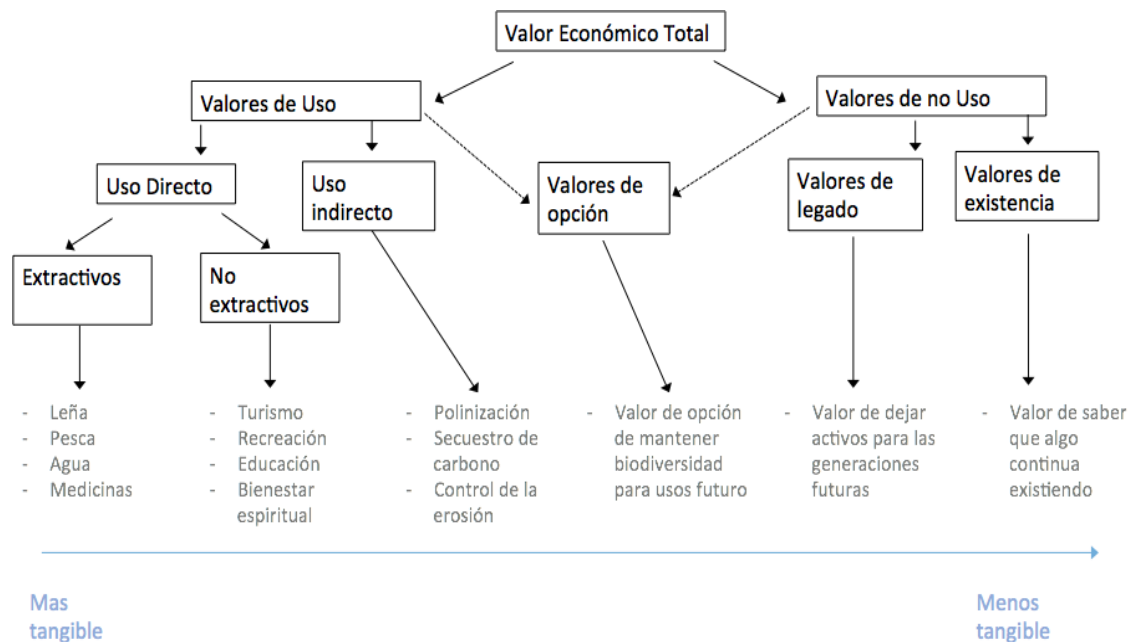 Valor Económico Total
Valores de Uso
Valores de no Uso
Uso Directo
Uso
indirecto
Valores de
opción
Valores de
legado
Valores de
existencia
Extractivos
No
extractivos
- Leña
- Pesca
- Agua
- Medicinas
- Turismo
- Recreación
- Educación
- Bienestar
espiritual
- Polinización
- Secuestro de
carbono
- Control de la
erosión
- Valor de opción
de mantener
biodiversidad
para usos futuro
- Valor de dejar
activos para las
generaciones
futuras
- Valor de saber
que algo
continua
existiendo
Mas
tangible
Menos
tangible